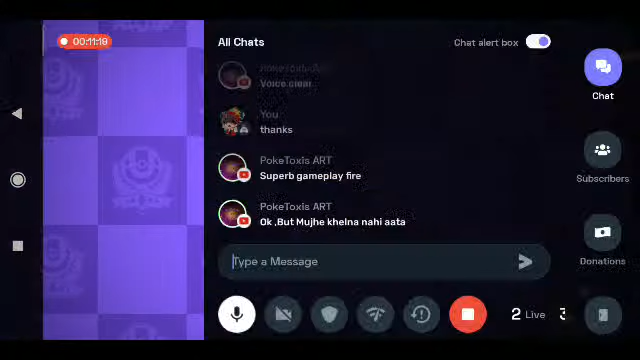 00:11:19
All Chats
Chat alert box
Voice clear
You
thanks
PokeToxis ART
Superb gameplay fire
PokeToxis ART
Ok ,But Mujhe khelna nahi aata
Type a Message
Chat
Subscribers
Donations
2 Live